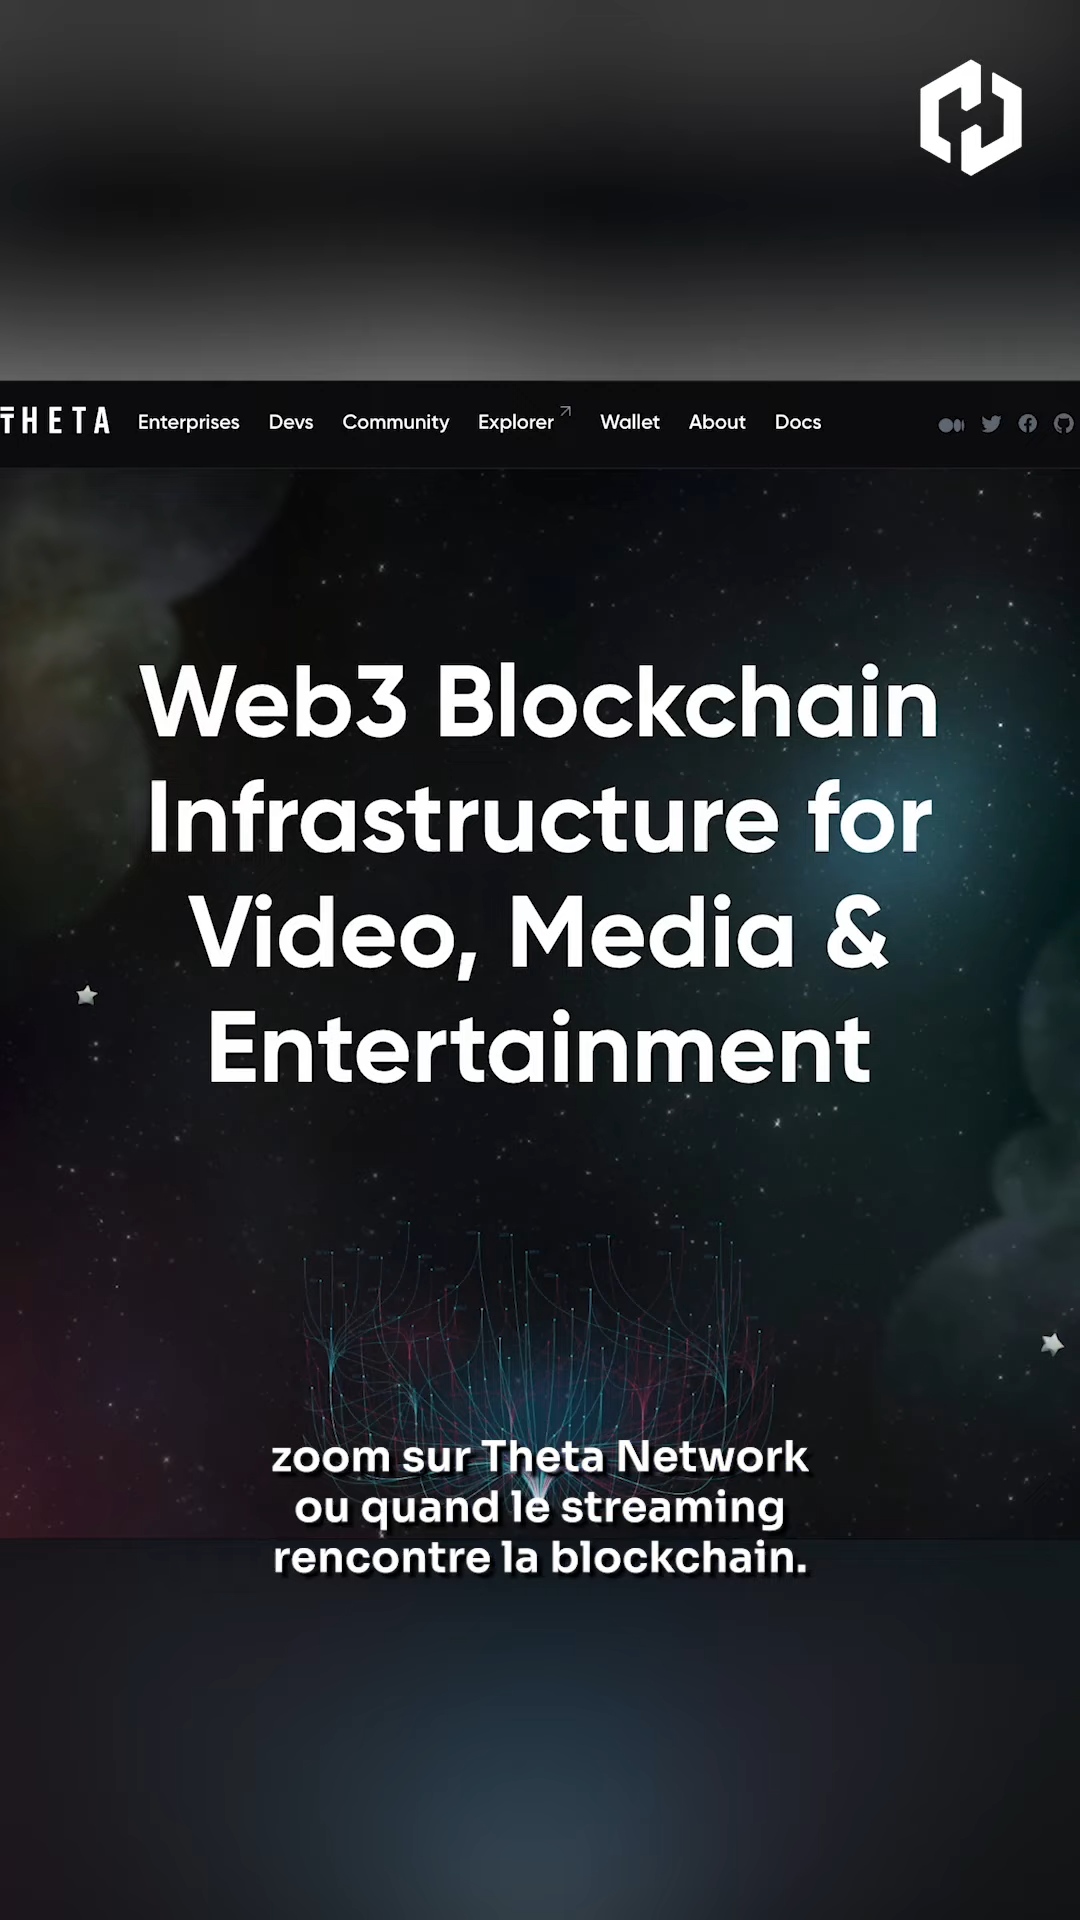 THETA Enterprises Devs Community Explorer Wallet About Docs
Web3 Blockchain
Infrastructure for
Video, Media &
Entertainment
zoom sur Theta Network
ou quand le streaming
rencontre la blockchain.